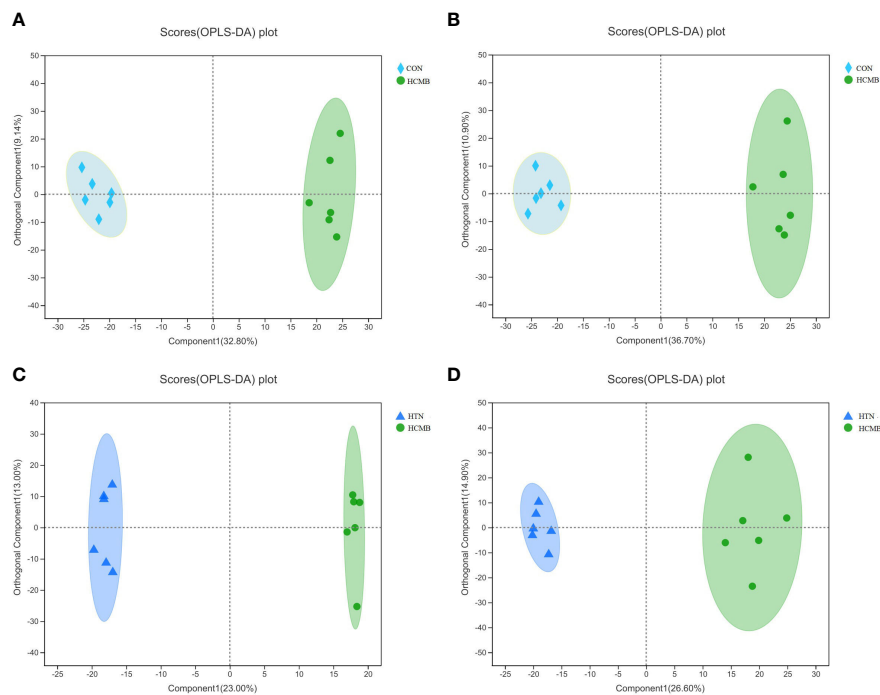 A
Scores(OPLS-DA) plot
CON
HCMB
Orthogonal Component1(9.14%)
50
40
30
20
10
0
-10
-20
-30
-40
-30 -25 -20 -15 -10 -5 0 5 10 15 20 25 30
Component1(32.80%)
B
Scores(OPLS-DA) plot
CON
HCMB
Orthogonal Component1(10.90%)
50
40
30
20
10
0
-10
-20
-30
-40
-30 -25 -20 -15 -10 -5 0 5 10 15 20 25 30
Component1(36.70%)
C
Scores(OPLS-DA) plot
HTN
HCMB
Orthogonal Component1(13.00%)
40
30
20
10
0
-10
-20
-30
-40
-25 -20 -15 -10 -5 0 5 10 15 20
Component1(23.00%)
D
Scores(OPLS-DA) plot
HTN
HCMB
Orthogonal Component1(14.90%)
50
40
30
20
10
0
-10
-20
-30
-40
-50
-25 -20 -15 -10 -5 0 5 10 15 20 25 30
Component1(26.60%)